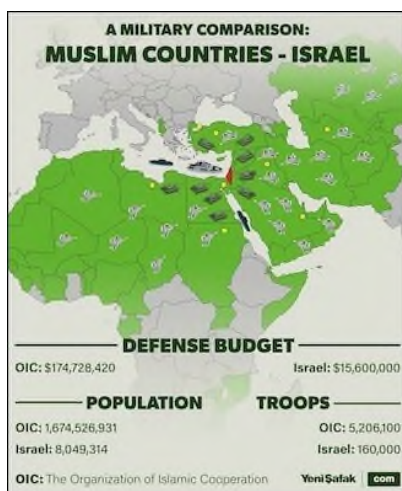 A MILITARY COMPARISON:
MUSLIM COUNTRIES - ISRAEL
DEFENSE BUDGET
OIC: $174,728,420
Israel: $15,600,000
POPULATION
TROOPS
OIC: 1,674,526,931
OIC: 5,206,100
Israel: 8,049,314
Israel: 160,000
OIC: The Organization of Islamic Cooperation
YeniŞafak | com